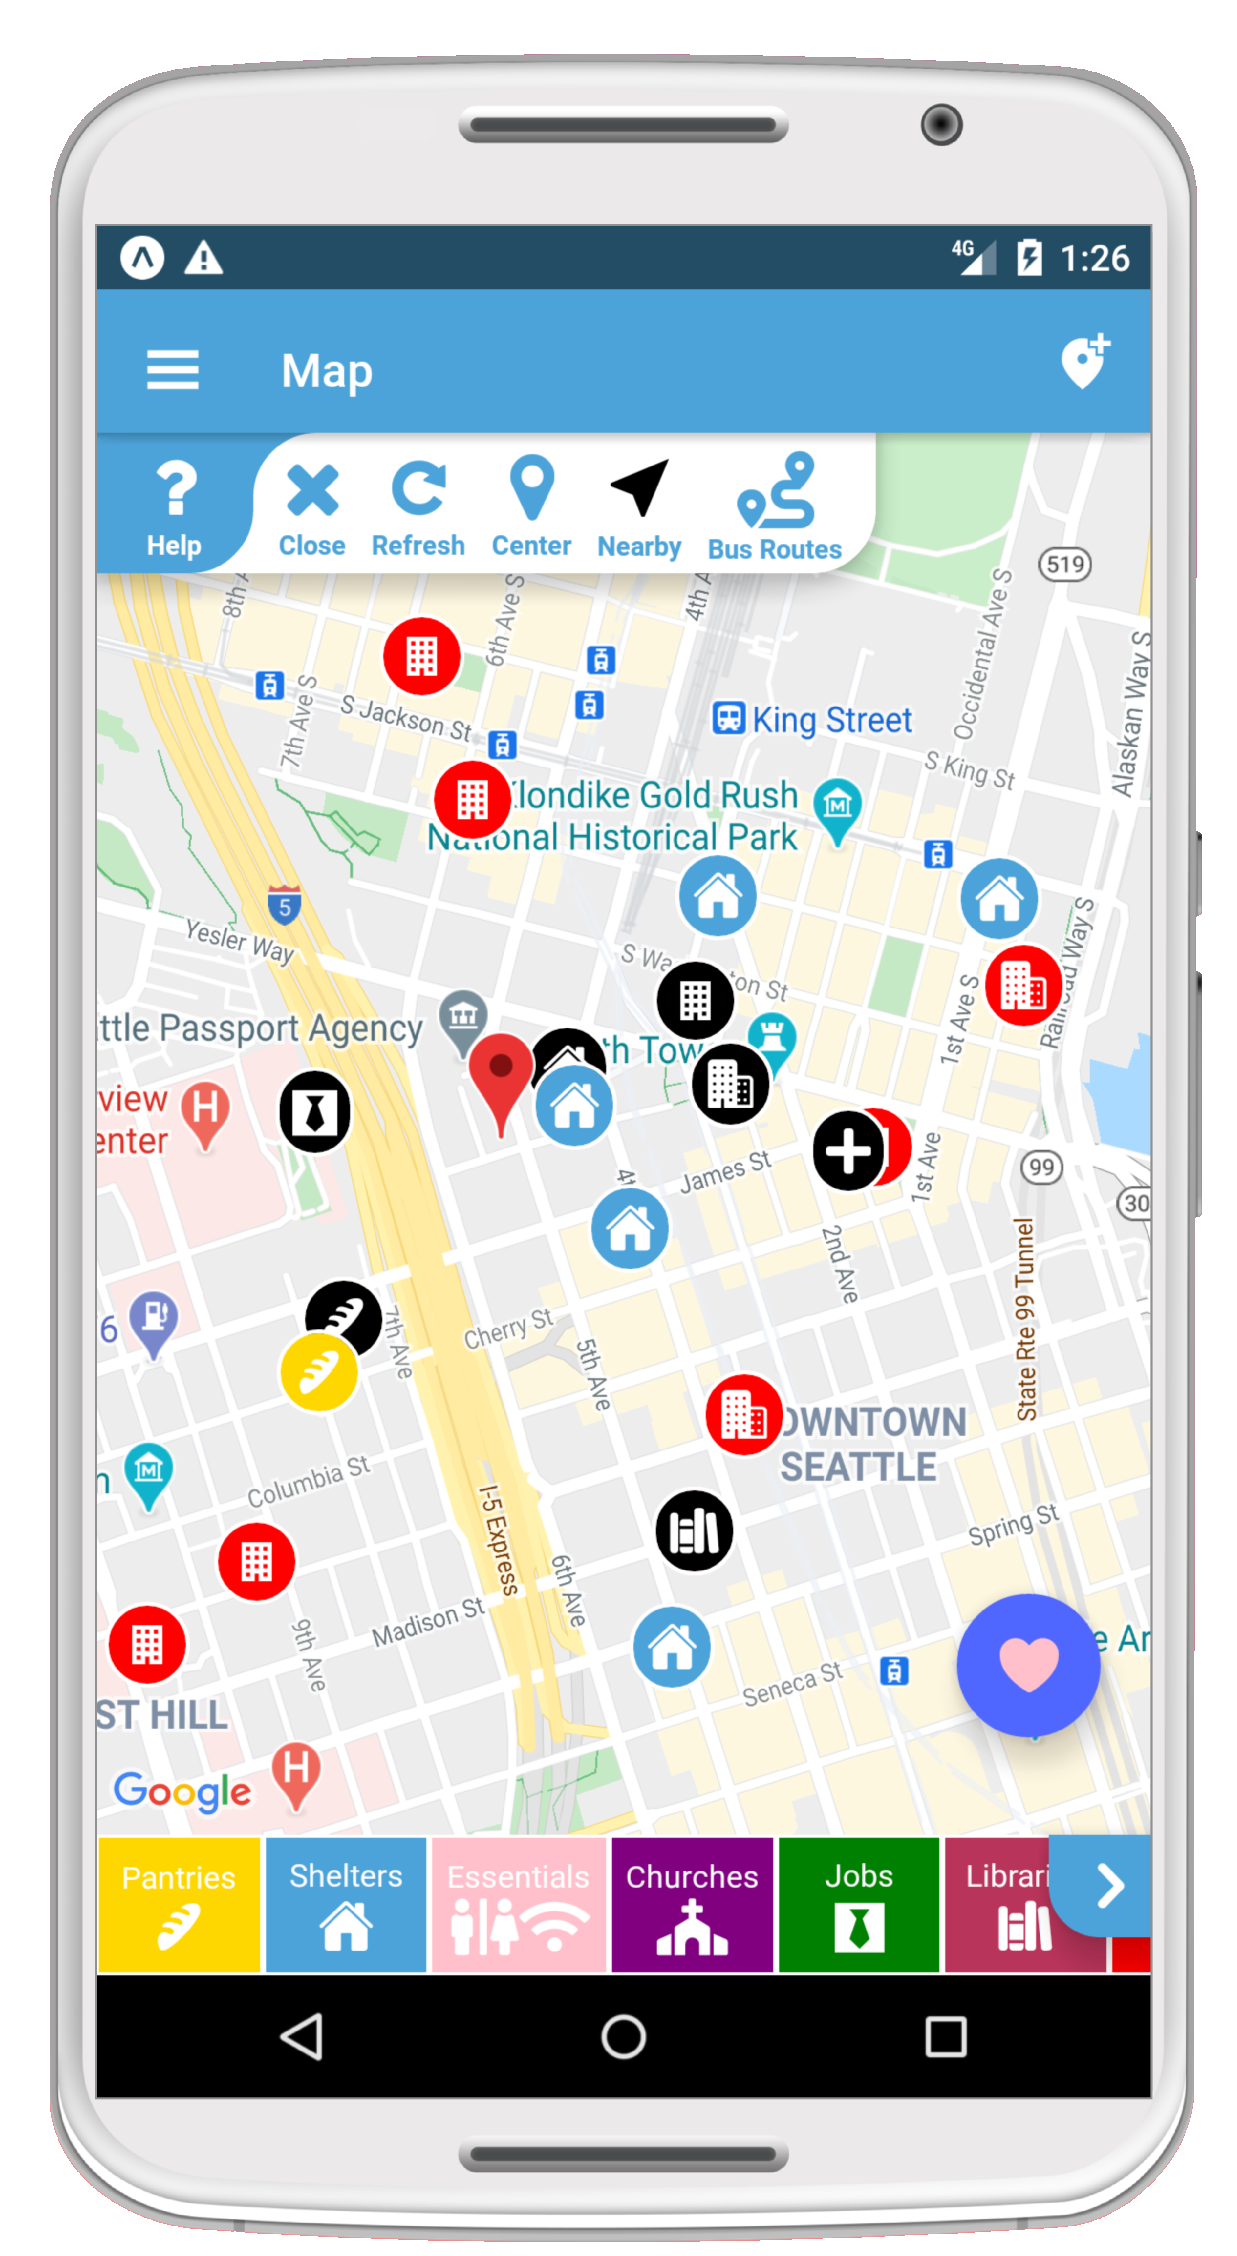 4G 1:26
Map
Help Close Refresh Center Nearby Bus Routes
8th A
6th Ave S
4th A
519
Occidental Ave S
Alaskan Way S
7th Ave S
S Jackson St
King Street
S King St
Klondike Gold Rush
National Historical Park
5
Yesler Way
S Wa
on St
Railroad Way S
1st Ave S
ttle Passport Agency
th Tow
view
enter
H
James St
1st Ave
99
30
2nd Ave
State Rte 99 Tunnel
6
7th Ave
Cherry St
5th Ave
OWNTOWN
SEATTLE
M
n
Columbia St
I-5 Express
Spring St
6th Ave
Madison St
9th Ave
Seneca St
e Ar
ST HILL
H
Google
Pantries Shelters Essentials Churches Jobs Librari